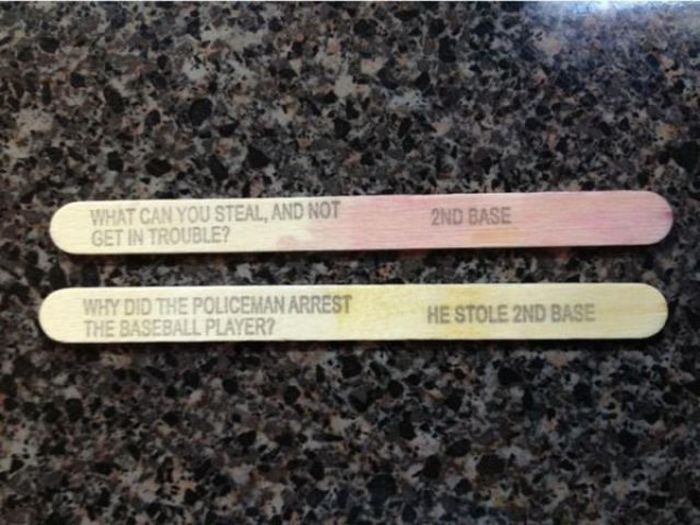 WHAT CAN YOU STEAL, AND NOT
GET IN TROUBLE?
2ND BASE
WHY DID THE POLICEMAN ARREST
THE BASEBALL PLAYER?
HE STOLE 2ND BASE